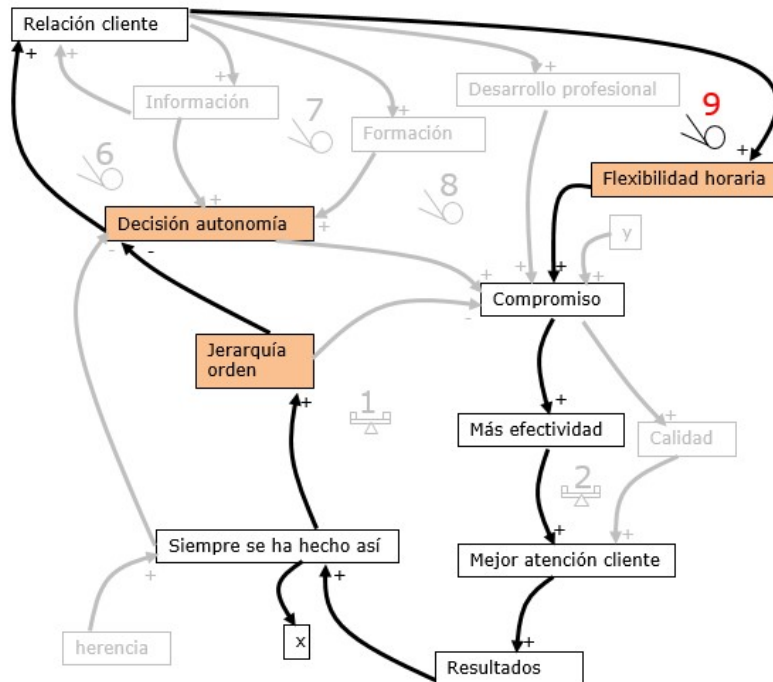 Relación cliente
+
+
+
+
+
Información
Desarrollo profesional
7
9
Formación
6
+
Flexibilidad horaria
8
+
Decisión autonomía
+
y
-
-
+
+
+
+
Compromiso
-
Jerarquía
orden
+
1
+
+
Más efectividad
Calidad
2
+
+
Siempre se ha hecho así
Mejor atención cliente
+
+
x
herencia
+
Resultados